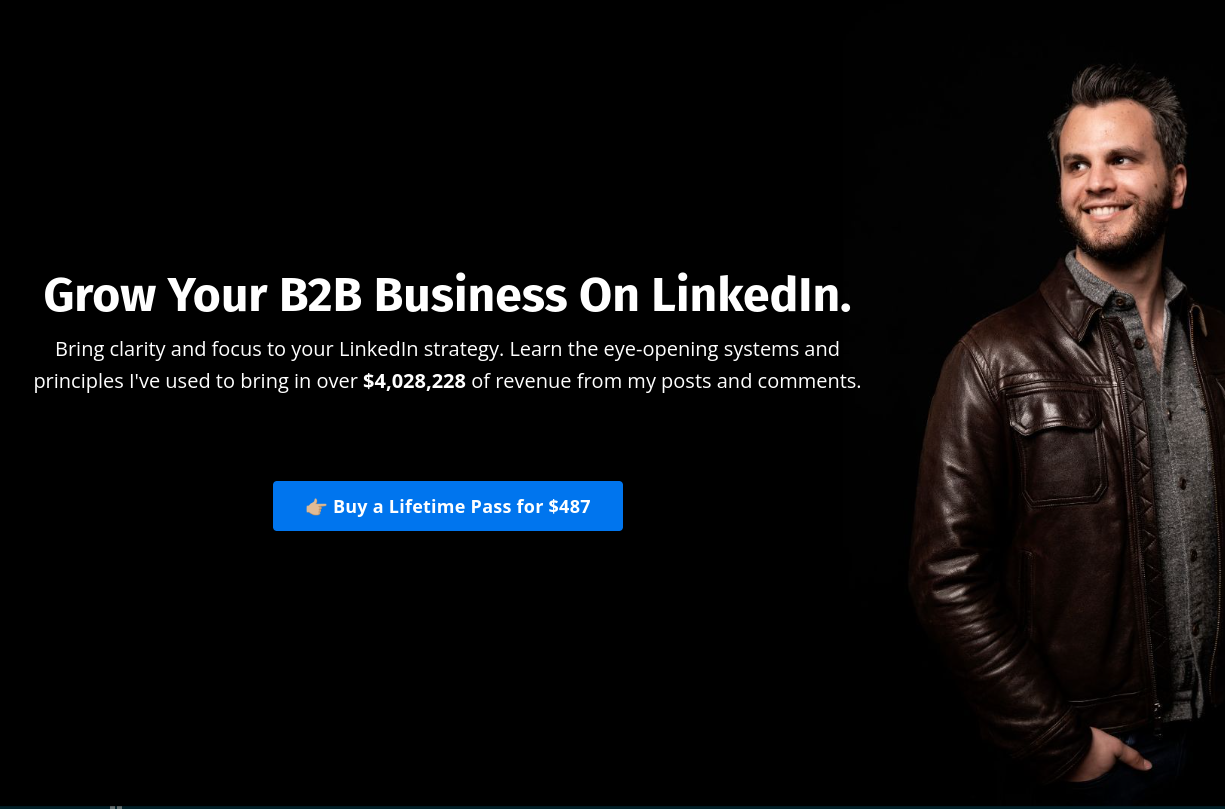 Grow Your B2B Business On LinkedIn.
Bring clarity and focus to your LinkedIn strategy. Learn the eye-opening systems and
principles I've used to bring in over $4,028,228 of revenue from my posts and comments.
👉🏼 Buy a Lifetime Pass for $487